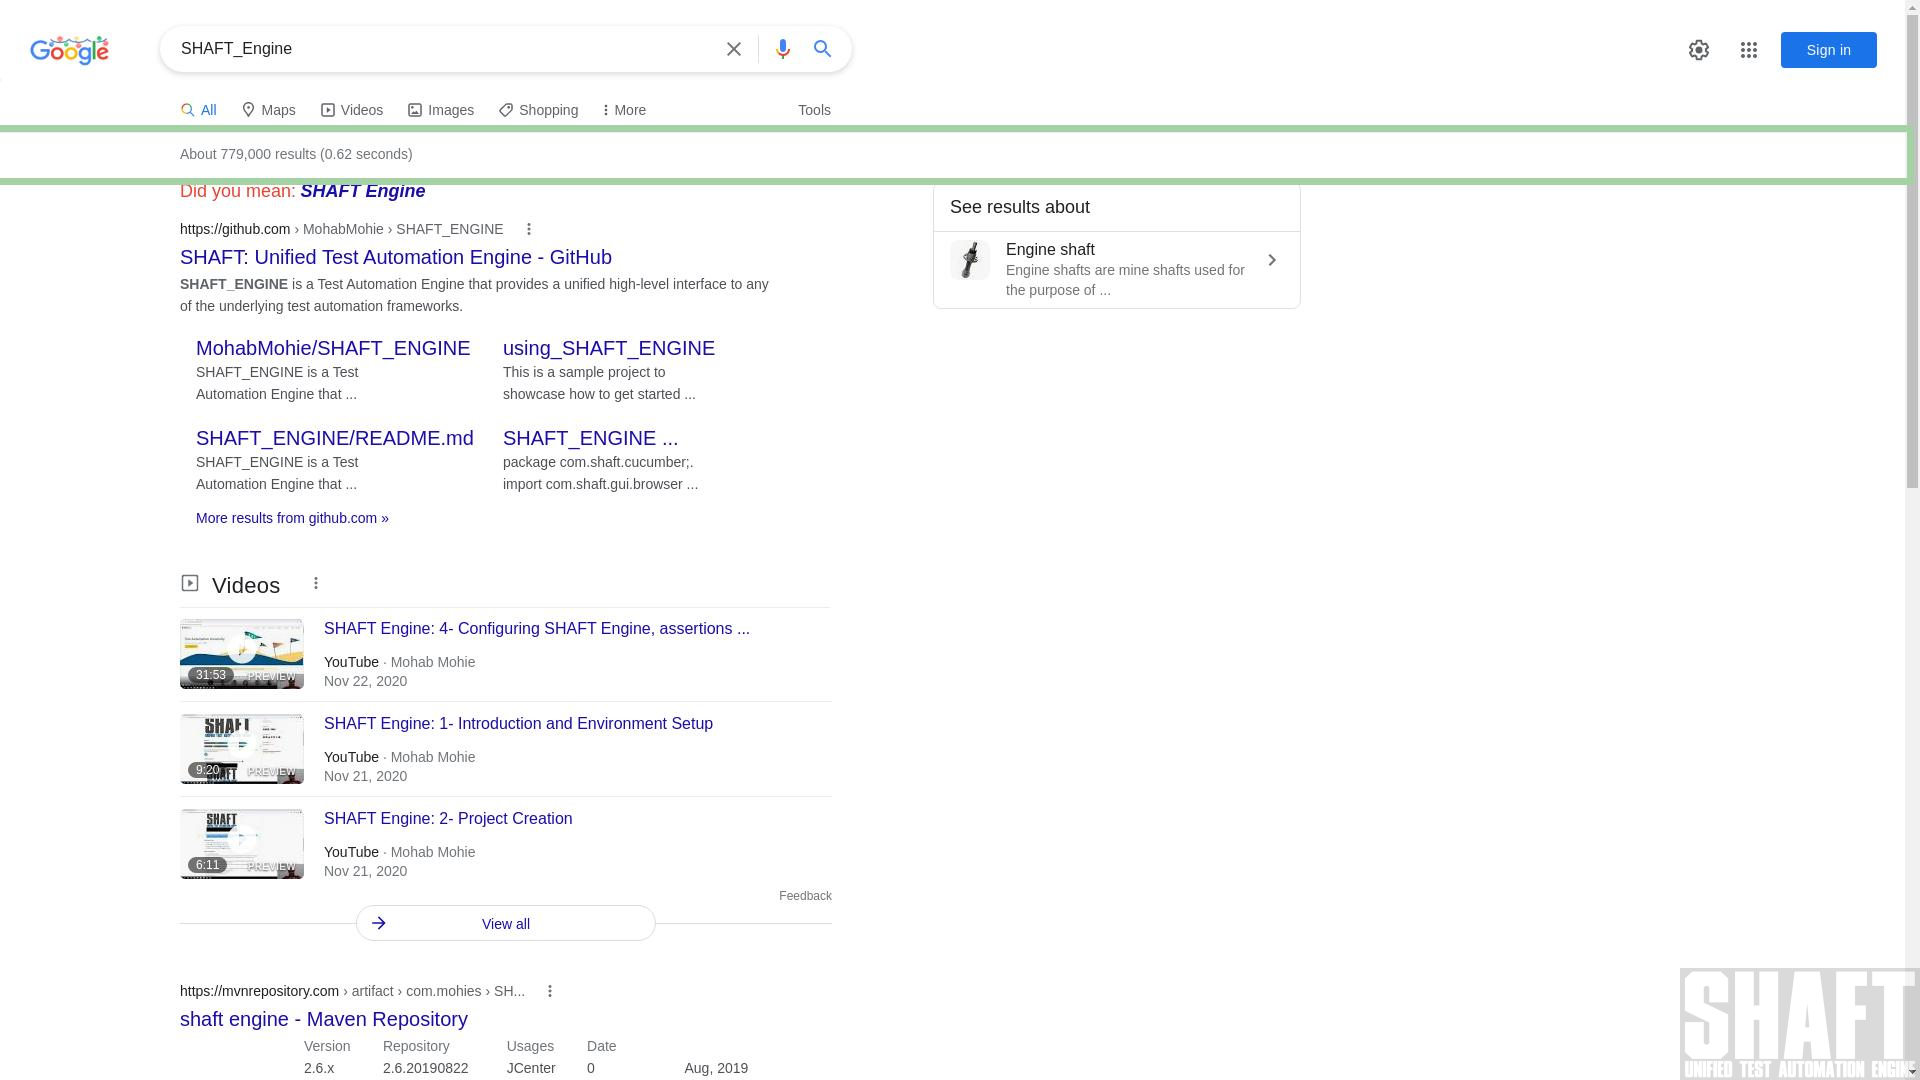 Google
SHAFT_Engine
Sign in
All
Maps
Videos
Images
Shopping
More
Tools
About 779,000 results (0.62 seconds)
Did you mean: SHAFT Engine
https://github.com › MohabMohie › SHAFT_ENGINE
SHAFT: Unified Test Automation Engine - GitHub
SHAFT_ENGINE is a Test Automation Engine that provides a unified high-level interface to any
of the underlying test automation frameworks.
MohabMohie/SHAFT_ENGINE
SHAFT_ENGINE is a Test
Automation Engine that ...
using_SHAFT_ENGINE
This is a sample project to
showcase how to get started ...
SHAFT_ENGINE/README.md
SHAFT_ENGINE is a Test
Automation Engine that ...
SHAFT_ENGINE ...
package com.shaft.cucumber;.
import com.shaft.gui.browser ...
More results from github.com »
See results about
Engine shaft
Engine shafts are mine shafts used for
the purpose of ...
Videos
31:53
PREVIEW
SHAFT Engine: 4- Configuring SHAFT Engine, assertions ...
YouTube · Mohab Mohie
Nov 22, 2020
SHAFT
9:20
PREVIEW
SHAFT Engine: 1- Introduction and Environment Setup
YouTube · Mohab Mohie
Nov 21, 2020
SHAFT
6:11
PREVIEW
SHAFT Engine: 2- Project Creation
YouTube · Mohab Mohie
Nov 21, 2020
Feedback
View all
https://mvnrepository.com › artifact › com.mohies › SH...
shaft engine - Maven Repository
Version Repository Usages Date
2.6.x 2.6.20190822 JCenter 0 Aug, 2019
SHAFT
UNIFIED TEST AUTOMATION ENGINE